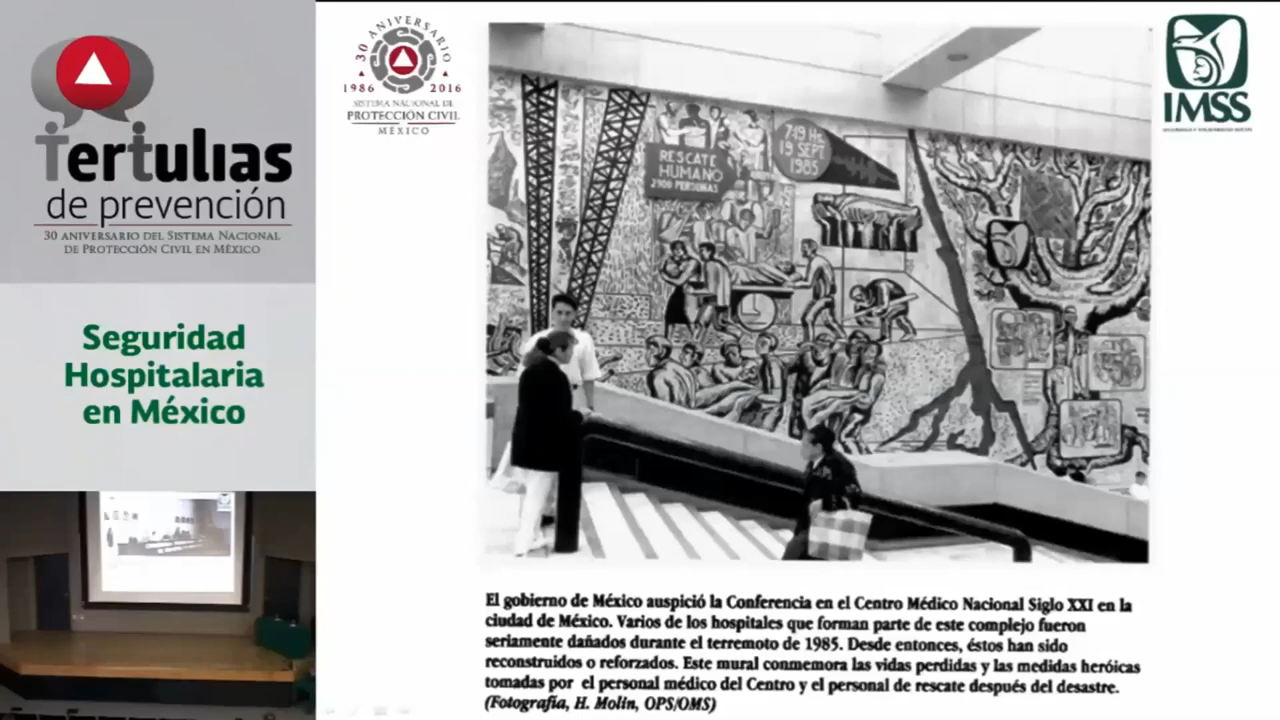 Tertulias
de prevención
30 ANIVERSARIO DEL SISTEMA NACIONAL
DE PROTECCIÓN CIVIL EN MÉXICO
Seguridad
Hospitalaria
en México
30 ANIVERSARIO
1986 2016
SISTEMA NACIONAL DE
PROTECCIÓN CIVIL
MÉXICO
RESCATE
HUMANO
2900 PERSONAS
7:19 Hs
19 SEPT
1985
IMSS
El gobierno de México auspició la Conferencia en el Centro Médico Nacional Siglo XXI en la
ciudad de México. Varios de los hospitales que forman parte de este complejo fueron
seriamente dañados durante el terremoto de 1985. Desde entonces, éstos han sido
reconstruidos o reforzados. Este mural conmemora las vidas perdidas y las medidas heróicas
tomadas por el personal médico del Centro y el personal de rescate después del desastre.
(Fotografía, H. Molin, OPS/OMS)